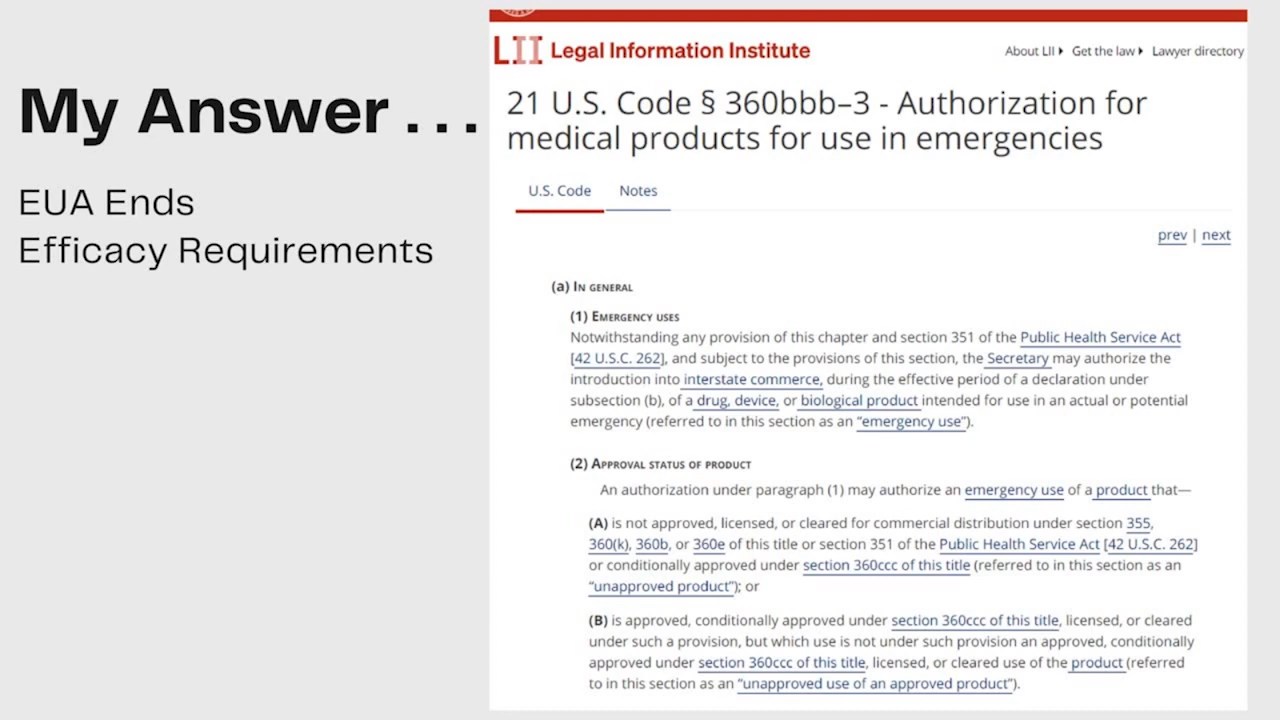 My Answer . . .
EUA Ends
Efficacy Requirements
LII Legal Information Institute
About LII Get the law Lawyer directory
21 U.S. Code § 360bbb–3 - Authorization for
medical products for use in emergencies
U.S. Code Notes
prev | next
(a) In general
(1) Emergency uses
Notwithstanding any provision of this chapter and section 351 of the Public Health Service Act
[42 U.S.C. 262], and subject to the provisions of this section, the Secretary may authorize the
introduction into interstate commerce, during the effective period of a declaration under
subsection (b), of a drug, device, or biological product intended for use in an actual or potential
emergency (referred to in this section as an “emergency use”).
(2) Approval status of product
An authorization under paragraph (1) may authorize an emergency use of a product that—
(A) is not approved, licensed, or cleared for commercial distribution under section 355,
360(k), 360b, or 360e of this title or section 351 of the Public Health Service Act [42 U.S.C. 262]
or conditionally approved under section 360ccc of this title (referred to in this section as an
“unapproved product”); or
(B) is approved, conditionally approved under section 360ccc of this title, licensed, or cleared
under such a provision, but which use is not under such provision an approved, conditionally
approved under section 360ccc of this title, licensed, or cleared use of the product (referred
to in this section as an “unapproved use of an approved product”).